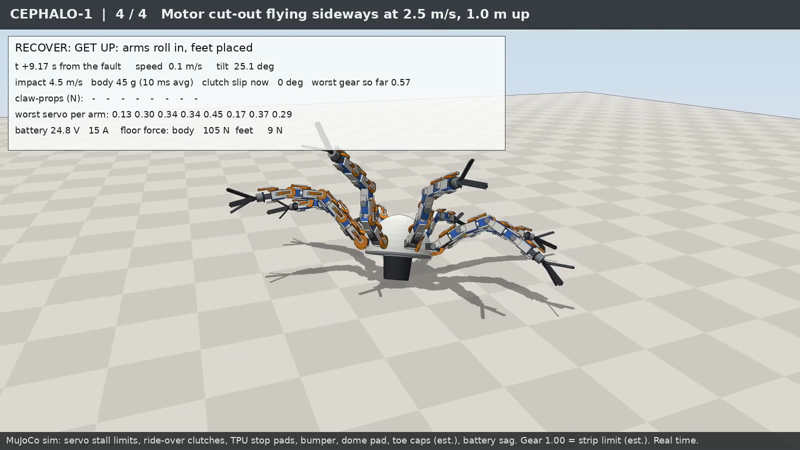 CEPHALO-1 | 4 / 4 Motor cut-out flying sideways at 2.5 m/s, 1.0 m up
RECOVER: GET UP: arms roll in, feet placed
t +9.17 s from the fault speed 0.1 m/s tilt 25.1 deg
impact 4.5 m/s body 45 g (10 ms avg) clutch slip now 0 deg worst gear so far 0.57
claw-props (N): - - - - - - - -
worst servo per arm: 0.13 0.30 0.34 0.34 0.45 0.17 0.37 0.29
battery 24.8 V 15 A floor force: body 105 N feet 9 N
MuJoCo sim: servo stall limits, ride-over clutches, TPU stop pads, bumper, dome pad, toe caps (est.), battery sag. Gear 1.00 = strip limit (est.). Real time.